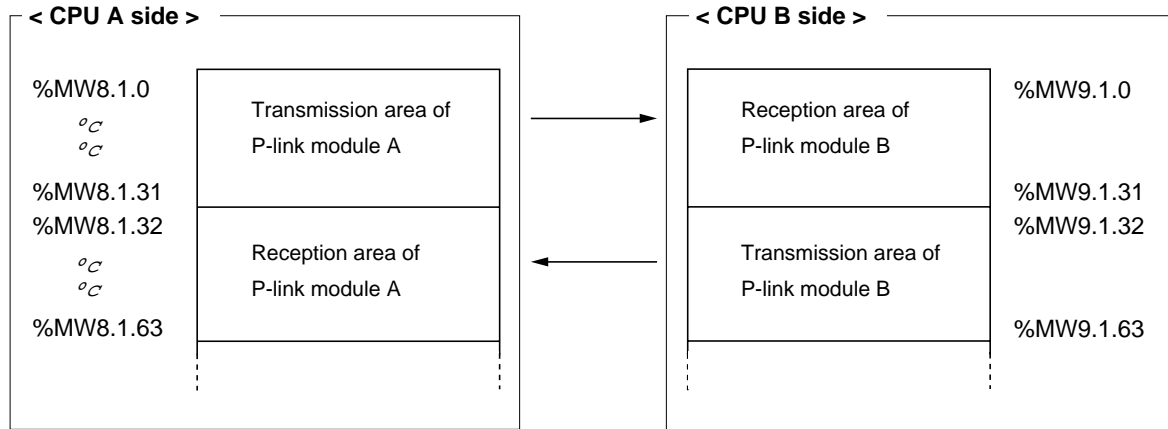 < CPU A side >
%MW8.1.0
°C
°C
%MW8.1.31
%MW8.1.32
°C
°C
%MW8.1.63
Transmission area of
P-link module A
Reception area of
P-link module A
< CPU B side >
Reception area of
P-link module B
Transmission area of
P-link module B
%MW9.1.0
%MW9.1.31
%MW9.1.32
%MW9.1.63